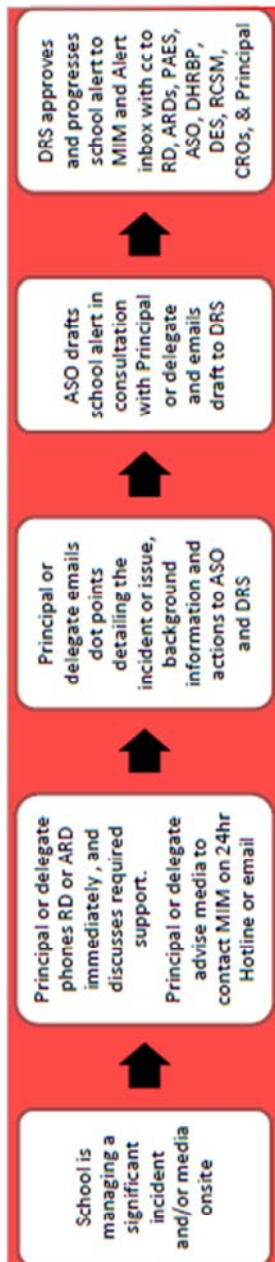 School is
managing a
significant
incident
and/or media
onsite
Principal or delegate
phones RD or ARD
immediately, and
discusses required
support.
Principal or delegate
advise media to
contact MIM on 24hr
Hotline or email
Principal or
delegate emails
dot points
detailing the
incident or issue,
background
information and
actions to ASO
and DRS
ASO drafts
school alert in
consultation
with Principal
or delegate
and emails
draft to DRS
DRS approves
and progresses
school alert to
MIM and Alert
inbox with cc to
RD, ARDs, PAES,
ASO, DHRBP,
DES, RCSM,
CROs, & Principal